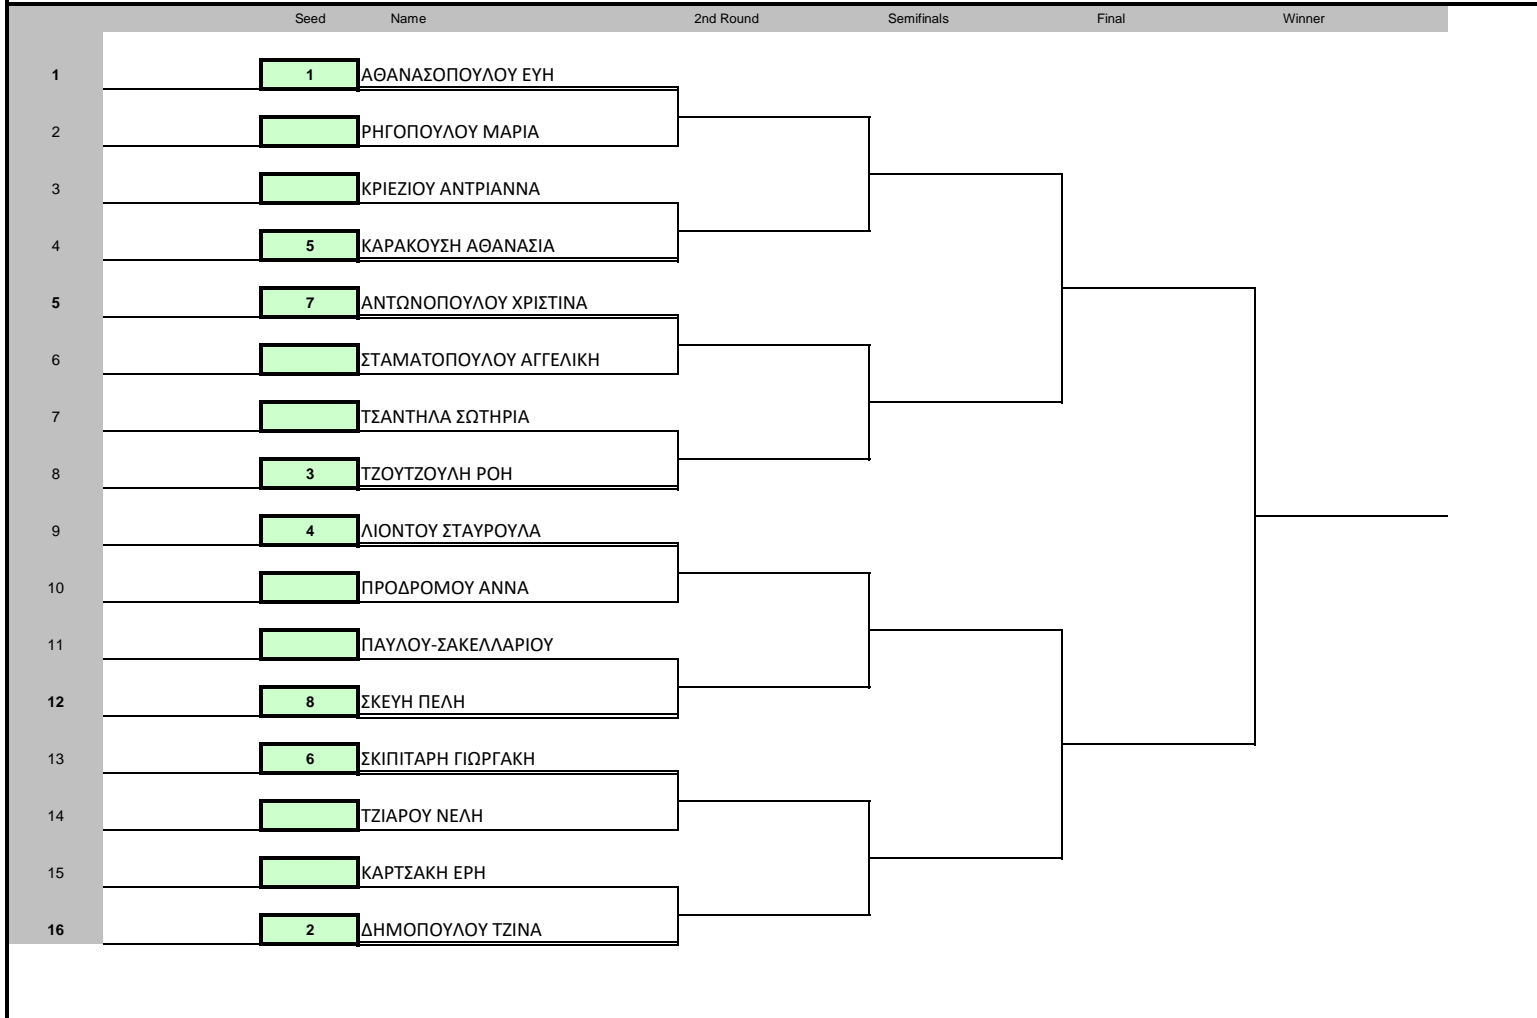 Seed Name 2nd Round Semifinals Final Winner
1 1 ΑΘΑΝΑΣΟΠΟΥΛΟΥ ΕΥΗ
2 ΡΗΓΟΠΟΥΛΟΥ ΜΑΡΙΑ
3 ΚΡΙΕΖΙΟΥ ΑΝΤΡΙΑΝΝΑ
4 5 ΚΑΡΑΚΟΥΣΗ ΑΘΑΝΑΣΙΑ
5 7 ΑΝΤΩΝΟΠΟΥΛΟΥ ΧΡΙΣΤΙΝΑ
6 ΣΤΑΜΑΤΟΠΟΥΛΟΥ ΑΓΓΕΛΙΚΗ
7 ΤΣΑΝΤΗΛΑ ΣΩΤΗΡΙΑ
8 3 ΤΖΟΥΤΖΟΥΛΗ ΡΟΗ
9 4 ΛΙΟΝΤΟΥ ΣΤΑΥΡΟΥΛΑ
10 ΠΡΟΔΡΟΜΟΥ ΑΝΝΑ
11 ΠΑΥΛΟΥ-ΣΑΚΕΛΛΑΡΙΟΥ
12 8 ΣΚΕΥΗ ΠΕΛΗ
13 6 ΣΚΙΠΙΤΑΡΗ ΓΙΩΡΓΑΚΗ
14 ΤΖΙΑΡΟΥ ΝΕΛΗ
15 ΚΑΡΤΣΑΚΗ ΕΡΗ
16 2 ΔΗΜΟΠΟΥΛΟΥ ΤΖΙΝΑ